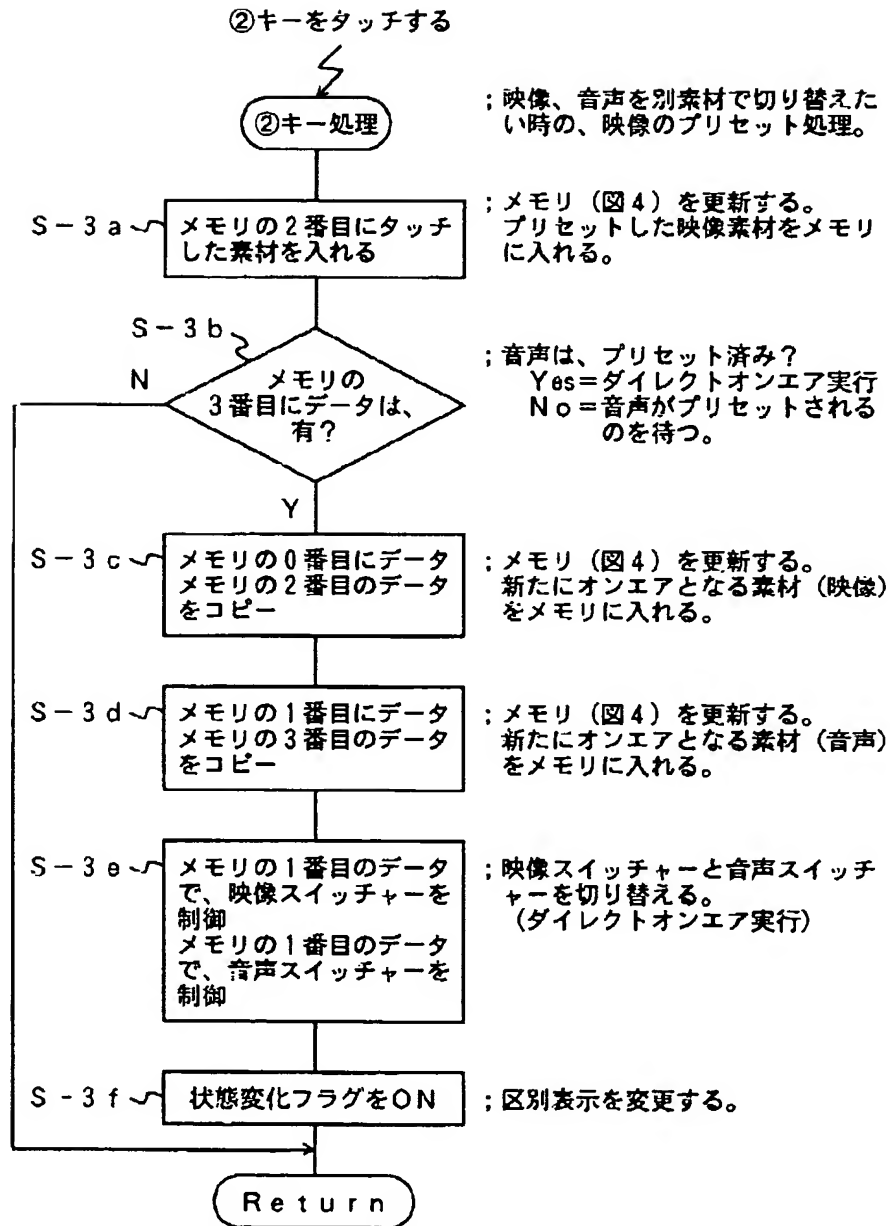 ②キーをタッチする
②キー処理
;映像、音声を別素材で切り替えた
い時の、映像のプリセット処理。
S-3a
メモリの2番目にタッチ
した素材を入れる
;メモリ(図4)を更新する。
プリセットした映像素材をメモリ
に入れる。
S-3b
N
メモリの
3番目にデータは、
有?
;音声は、プリセット済み?
Yes=ダイレクトオンエア実行
No=音声がプリセットされる
のを待つ。
Y
S-3c
メモリの0番目にデータ
メモリの2番目のデータ
をコピー
;メモリ(図4)を更新する。
新たにオンエアとなる素材(映像)
をメモリに入れる。
S-3d
メモリの1番目にデータ
メモリの3番目のデータ
をコピー
;メモリ(図4)を更新する。
新たにオンエアとなる素材(音声)
をメモリに入れる。
S-3e
メモリの1番目のデータ
で、映像スイッチャーを
制御
メモリの1番目のデータ
で、音声スイッチャーを
制御
;映像スイッチャーと音声スイッチ
ャーを切り替える。
(ダイレクトオンエア実行)
S-3f
状態変化フラグをON
;区別表示を変更する。
Return